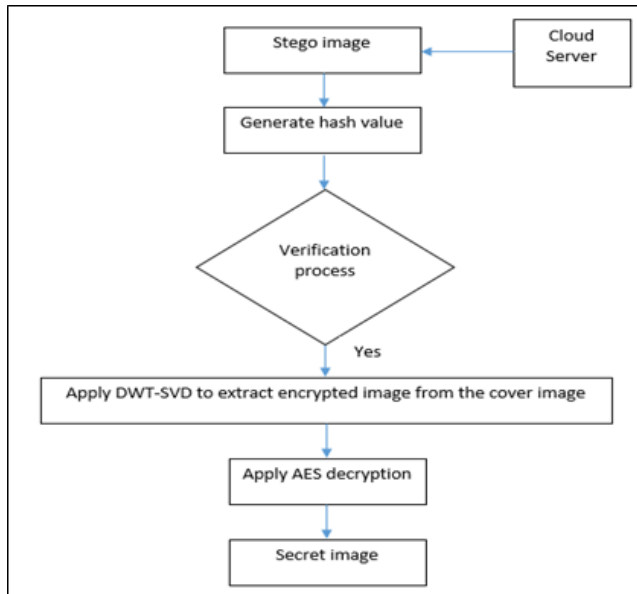 Stego image
Cloud
Server
Generate hash value
Verification
process
Yes
Apply DWT-SVD to extract encrypted image from the cover image
Apply AES decryption
Secret image